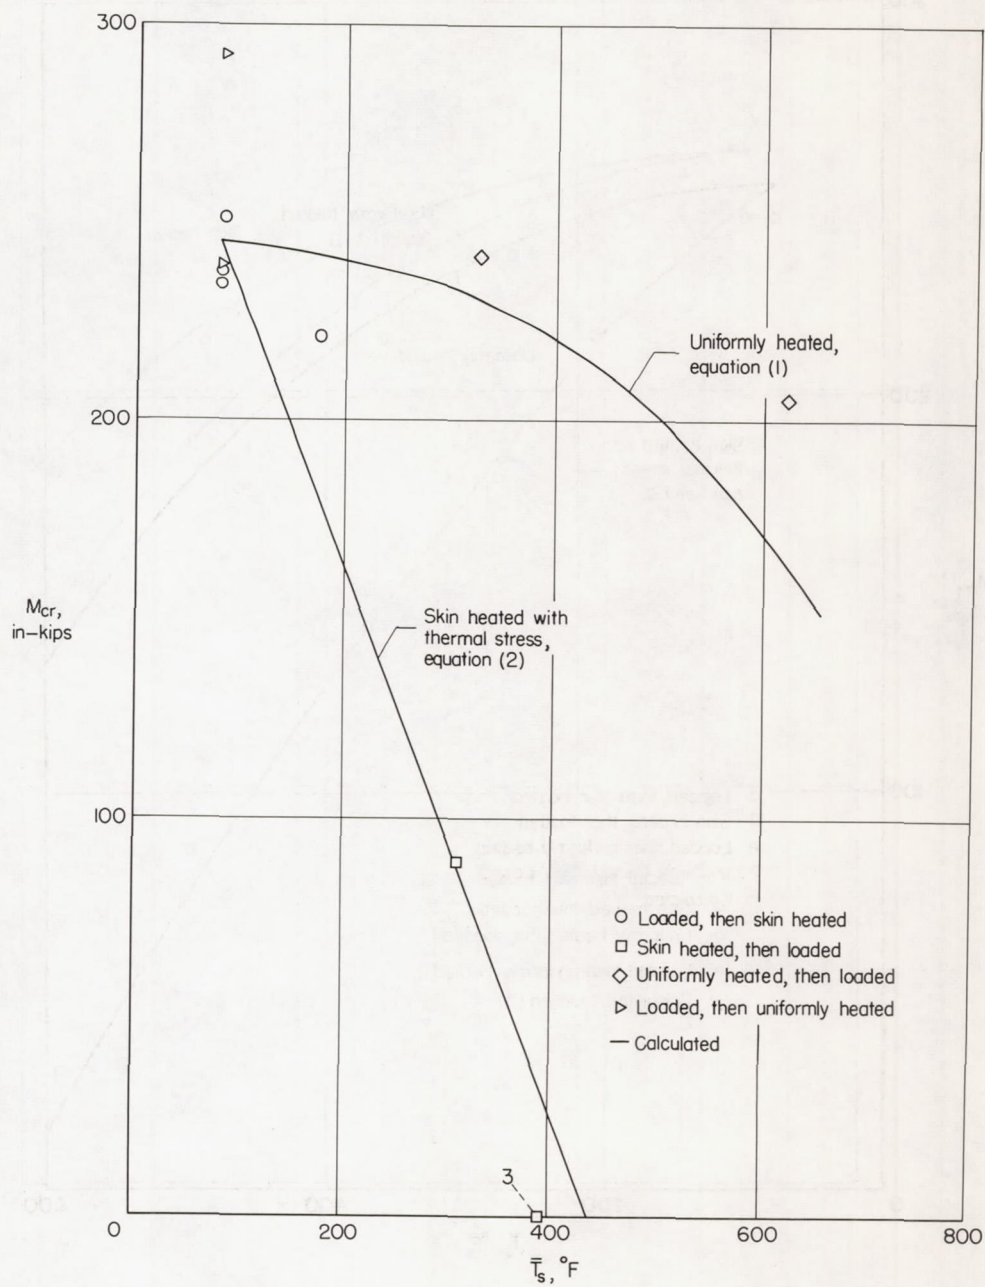 300
200
100
0
200
400
600
800
M_cr,
in-kips
T̄_s, °F
Uniformly heated,
equation (1)
Skin heated with
thermal stress,
equation (2)
○ Loaded, then skin heated
□ Skin heated, then loaded
◇ Uniformly heated, then loaded
▷ Loaded, then uniformly heated
— Calculated
3